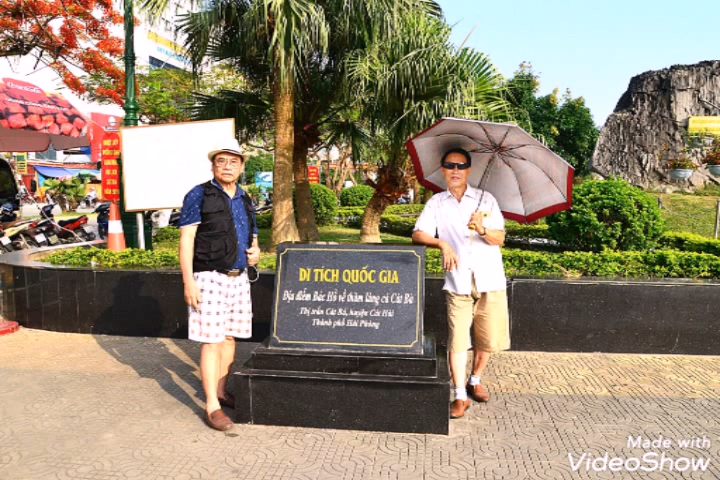 DI TÍCH QUỐC GIA
Địa điểm Bác Hồ về thăm làng cá Cát Bà
Thị trấn Cát Bà, huyện Cát Hải
Thành phố Hải Phòng
Made with
VideoShow